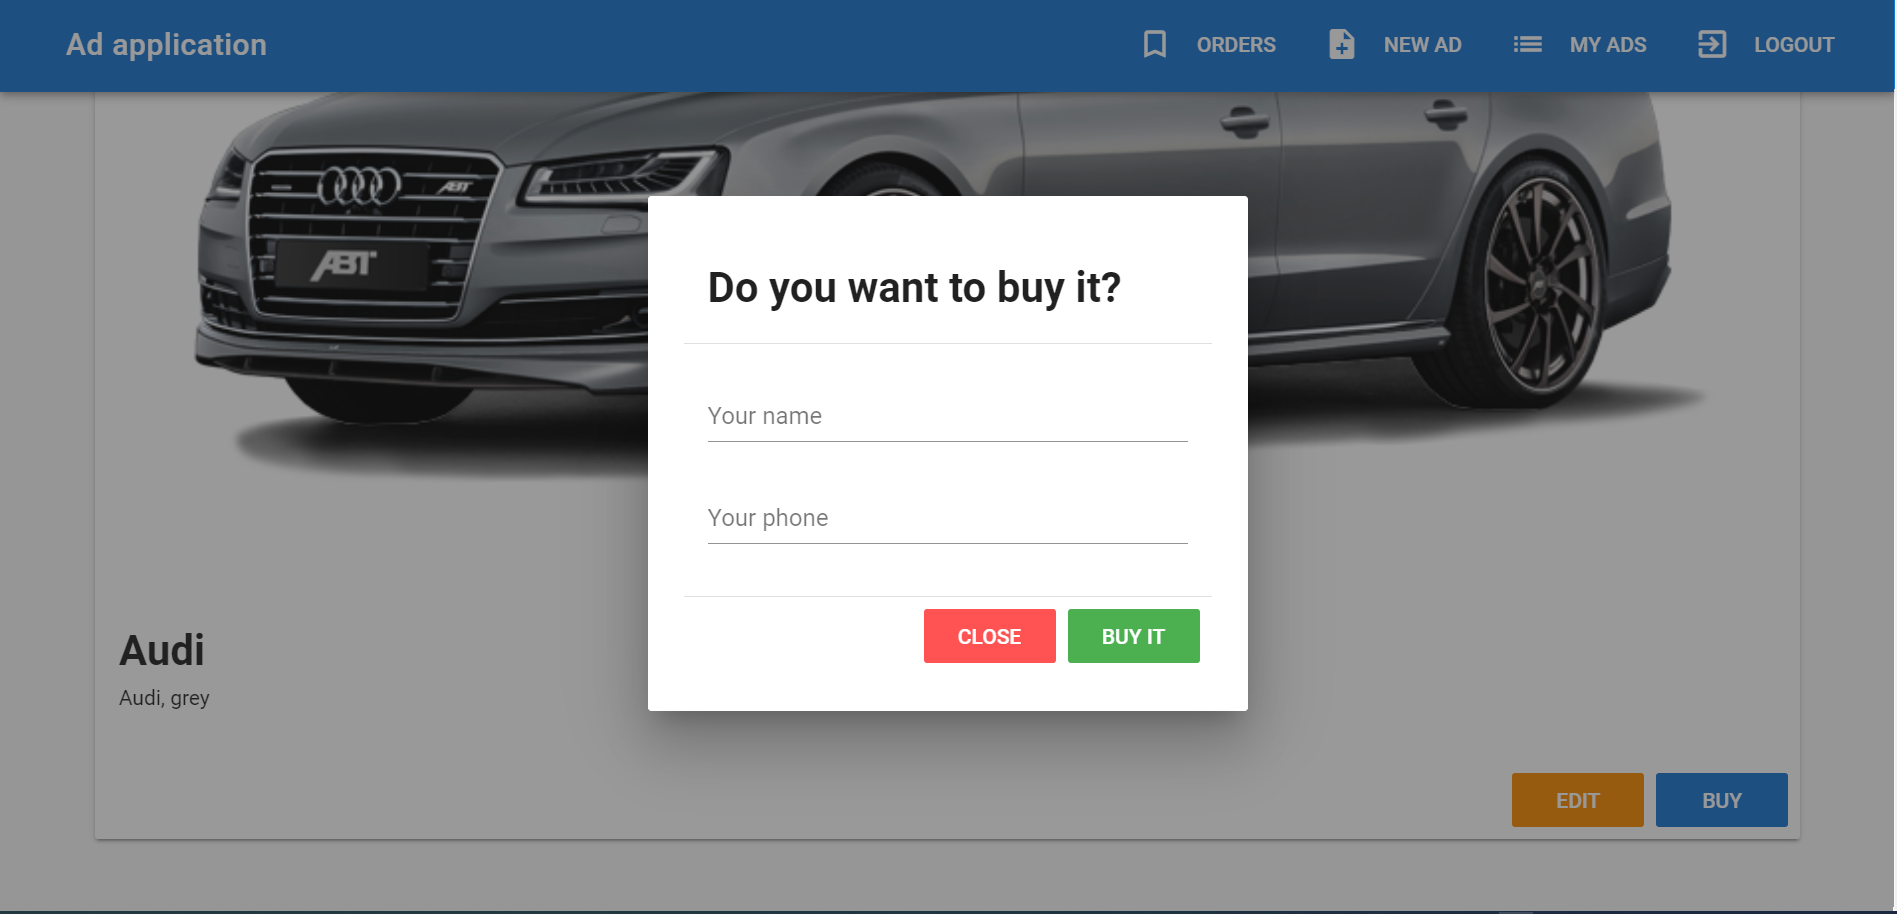 Ad application
ORDERS
NEW AD
MY ADS
LOGOUT
ABT
ABT
Do you want to buy it?
Your name
Your phone
CLOSE
BUY IT
Audi
Audi, grey
EDIT
BUY